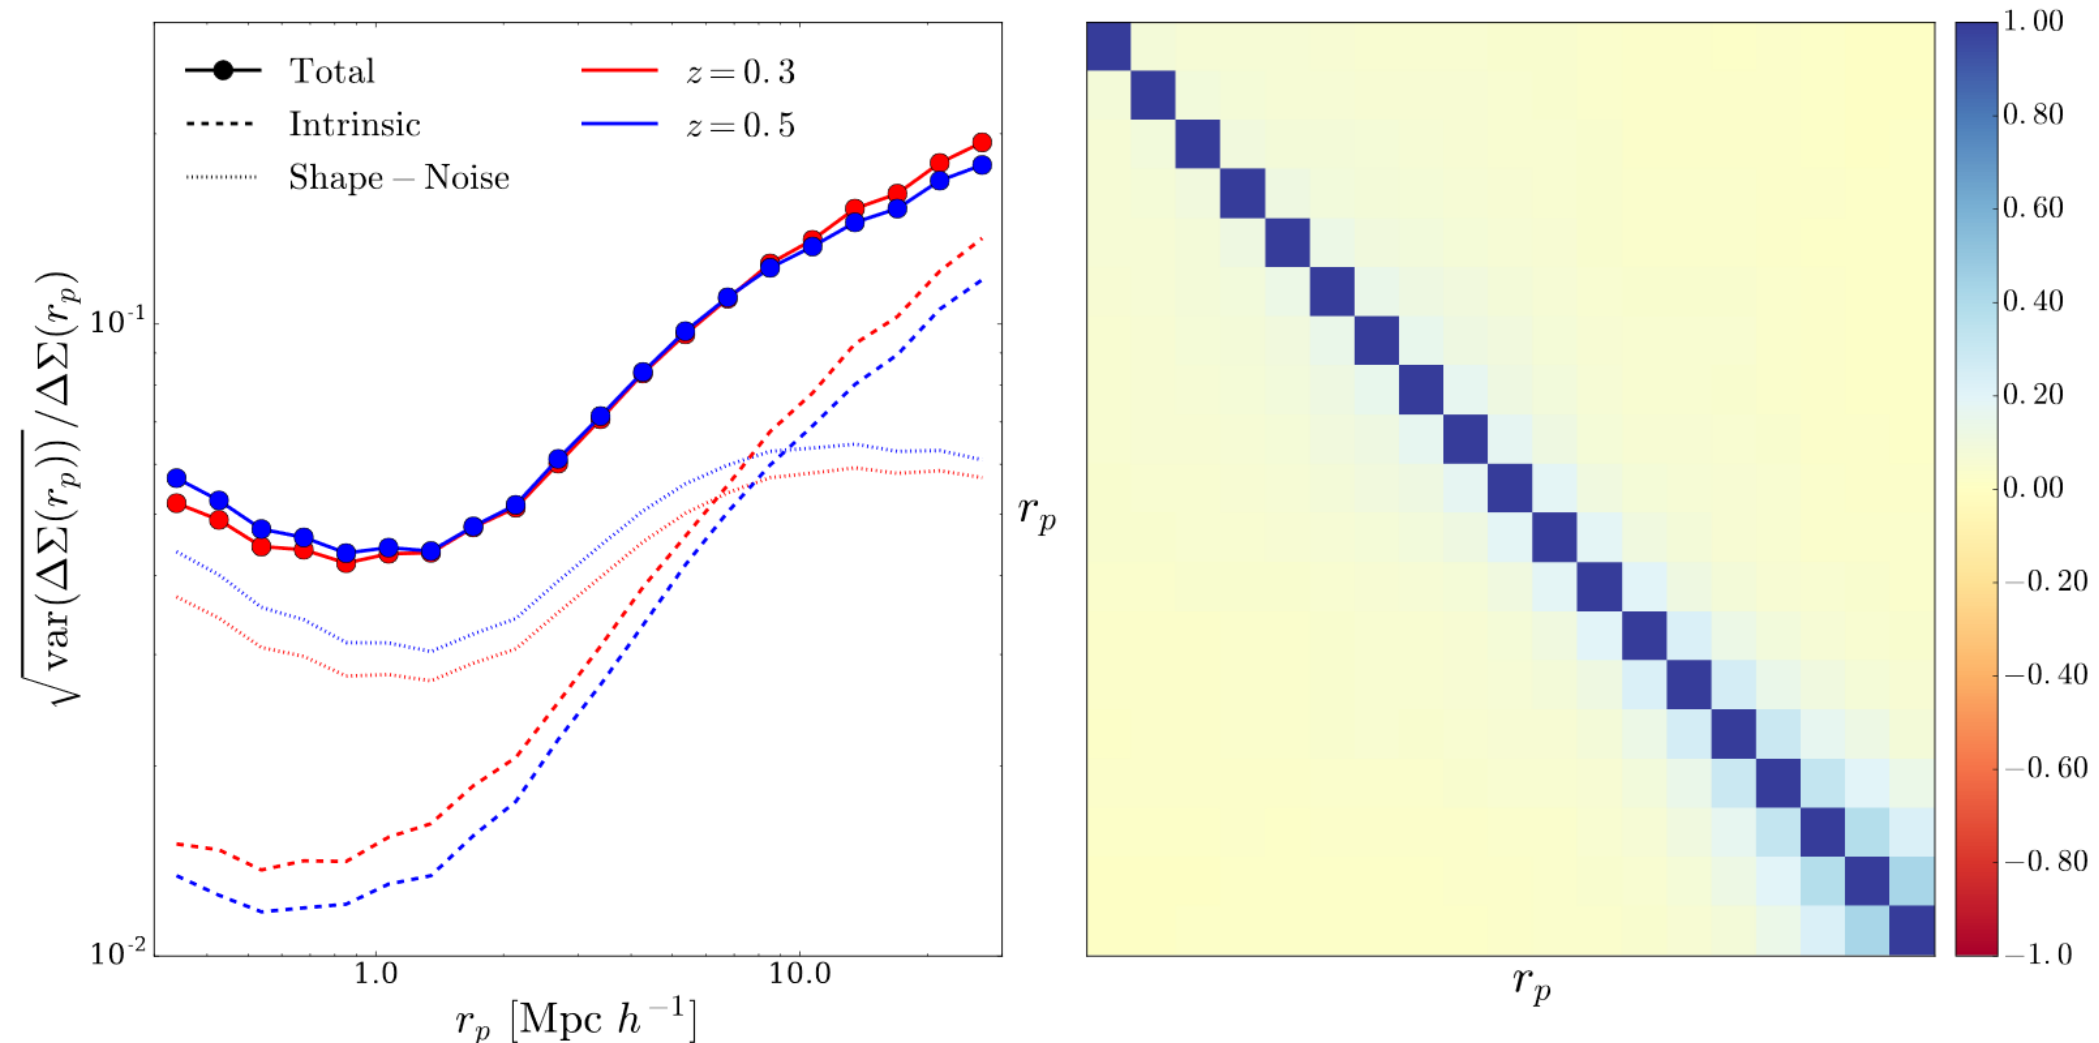 Total
Intrinsic
Shape – Noise
z = 0.3
z = 0.5
√var(ΔΣ(r_p)) / ΔΣ(r_p)
10⁻¹
10⁻²
1.0
10.0
r_p [Mpc h⁻¹]
r_p
r_p
1.00
0.80
0.60
0.40
0.20
0.00
−0.20
−0.40
−0.60
−0.80
−1.0